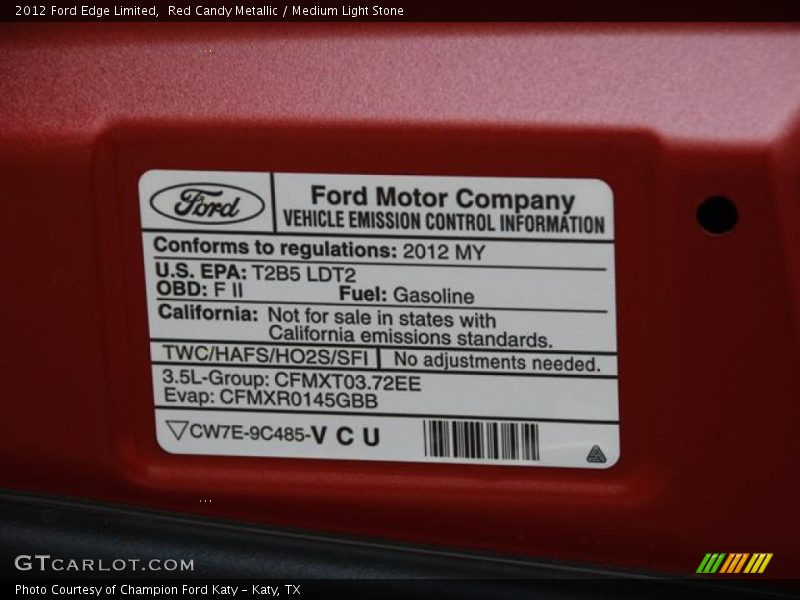 2012 Ford Edge Limited,  Red Candy Metallic / Medium Light Stone
Ford
Ford Motor Company
VEHICLE EMISSION CONTROL INFORMATION
Conforms to regulations: 2012 MY
U.S. EPA: T2B5 LDT2
OBD: F II Fuel: Gasoline
California: Not for sale in states with
California emissions standards.
TWC/HAFS/HO2S/SFI No adjustments needed.
3.5L-Group: CFMXT03.72EE
Evap: CFMXR0145GBB
CW7E-9C485-V C U
GTCARLOT.COM
Photo Courtesy of Champion Ford Katy - Katy, TX